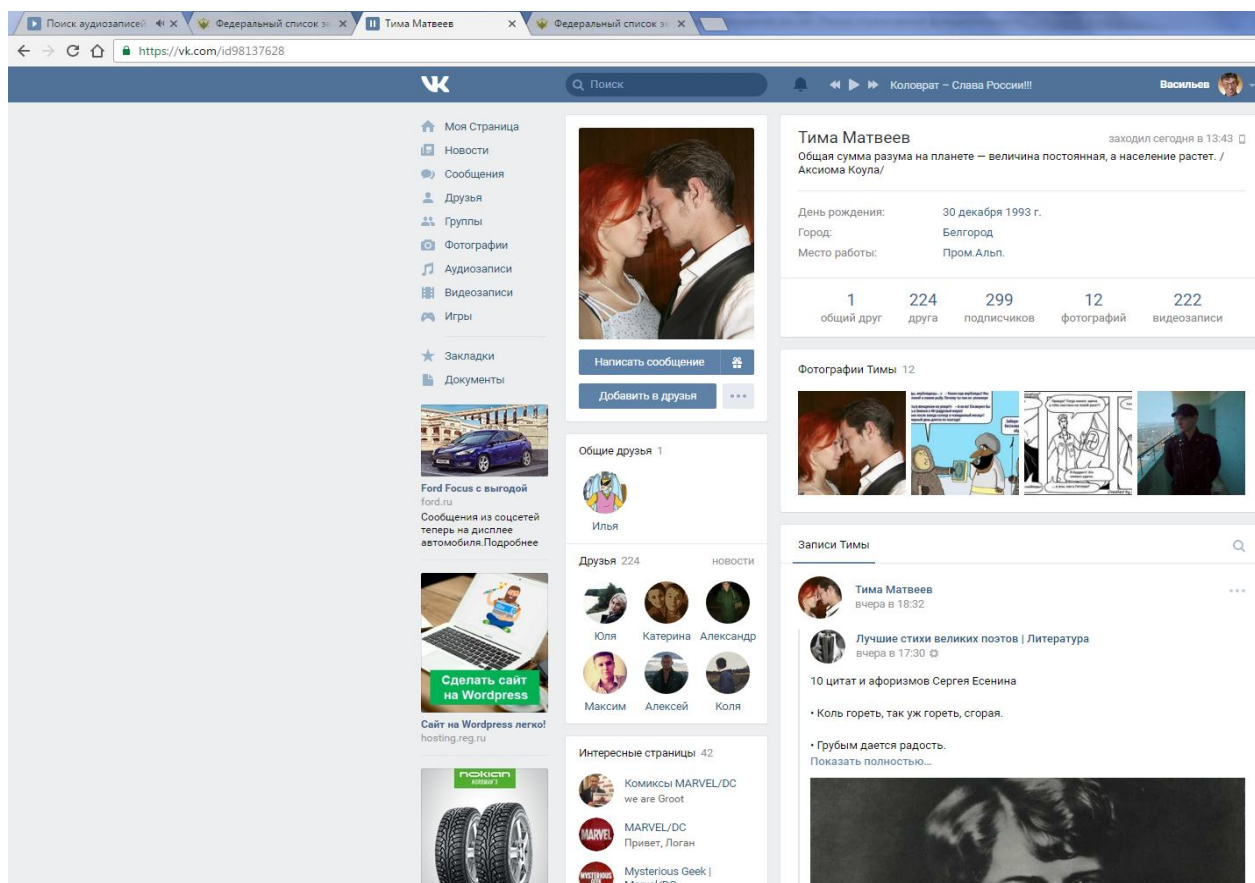 Поиск аудиозаписей
Федеральный список эк
Тима Матвеев
Федеральный список эк
https://vk.com/id98137628
Поиск
Коловрат – Слава России!!!
Васильев
Моя Страница
Новости
Сообщения
Друзья
Группы
Фотографии
Аудиозаписи
Видеозаписи
Игры
Закладки
Документы
Ford Focus с выгодой
ford.ru
Сообщения из соцсетей
теперь на дисплее
автомобиля.Подробнее
Сделать сайт
на Wordpress
Сайт на Wordpress легко!
hosting.reg.ru
nokian
Написать сообщение
Добавить в друзья
Общие друзья 1
Илья
Друзья 224 новости
Юля Катерина Александр
Максим Алексей Коля
Интересные страницы 42
Комиксы MARVEL/DC
we are Groot
MARVEL
MARVEL/DC
Привет, Логан
MYSTERIOUS
Mysterious Geek |
Тима Матвеев заходил сегодня в 13:43
Общая сумма разума на планете — величина постоянная, а население растет. /
Аксиома Коула/
День рождения: 30 декабря 1993 г.
Город: Белгород
Место работы: Пром.Альп.
1 224 299 12 222
общий друг друга подписчиков фотографий видеозаписи
Фотографии Тимы 12
Записи Тимы
Тима Матвеев
вчера в 18:32
Лучшие стихи великих поэтов | Литература
вчера в 17:30
10 цитат и афоризмов Сергея Есенина
• Коль гореть, так уж гореть, сгорая.
• Грубым дается радость.
Показать полностью...